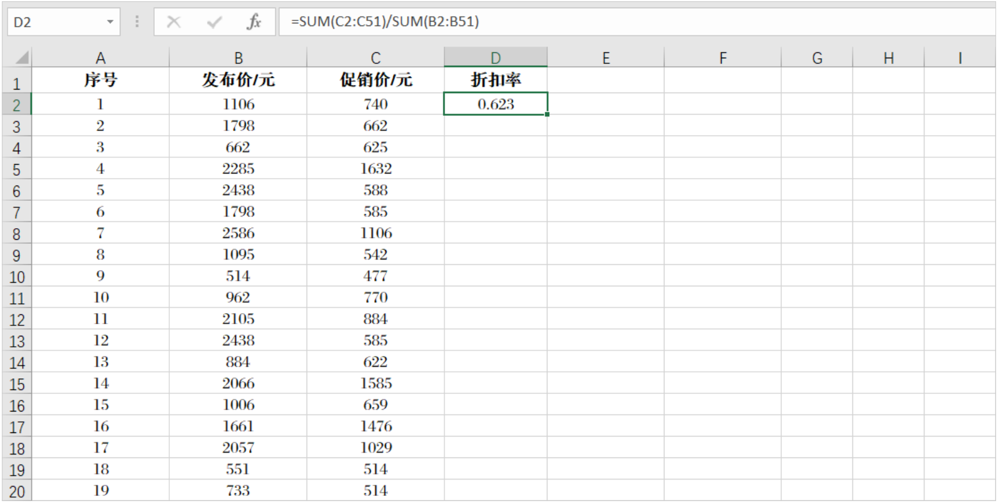 D2 fx =SUM(C2:C51)/SUM(B2:B51)
A B C D E F G H I
1 序号 发布价/元 促销价/元 折扣率
2 1 1106 740 0.623
3 2 1798 662
4 3 662 625
5 4 2285 1632
6 5 2438 588
7 6 1798 585
8 7 2586 1106
9 8 1095 542
10 9 514 477
11 10 962 770
12 11 2105 884
13 12 2438 585
14 13 884 622
15 14 2066 1585
16 15 1006 659
17 16 1661 1476
18 17 2057 1029
19 18 551 514
20 19 733 514